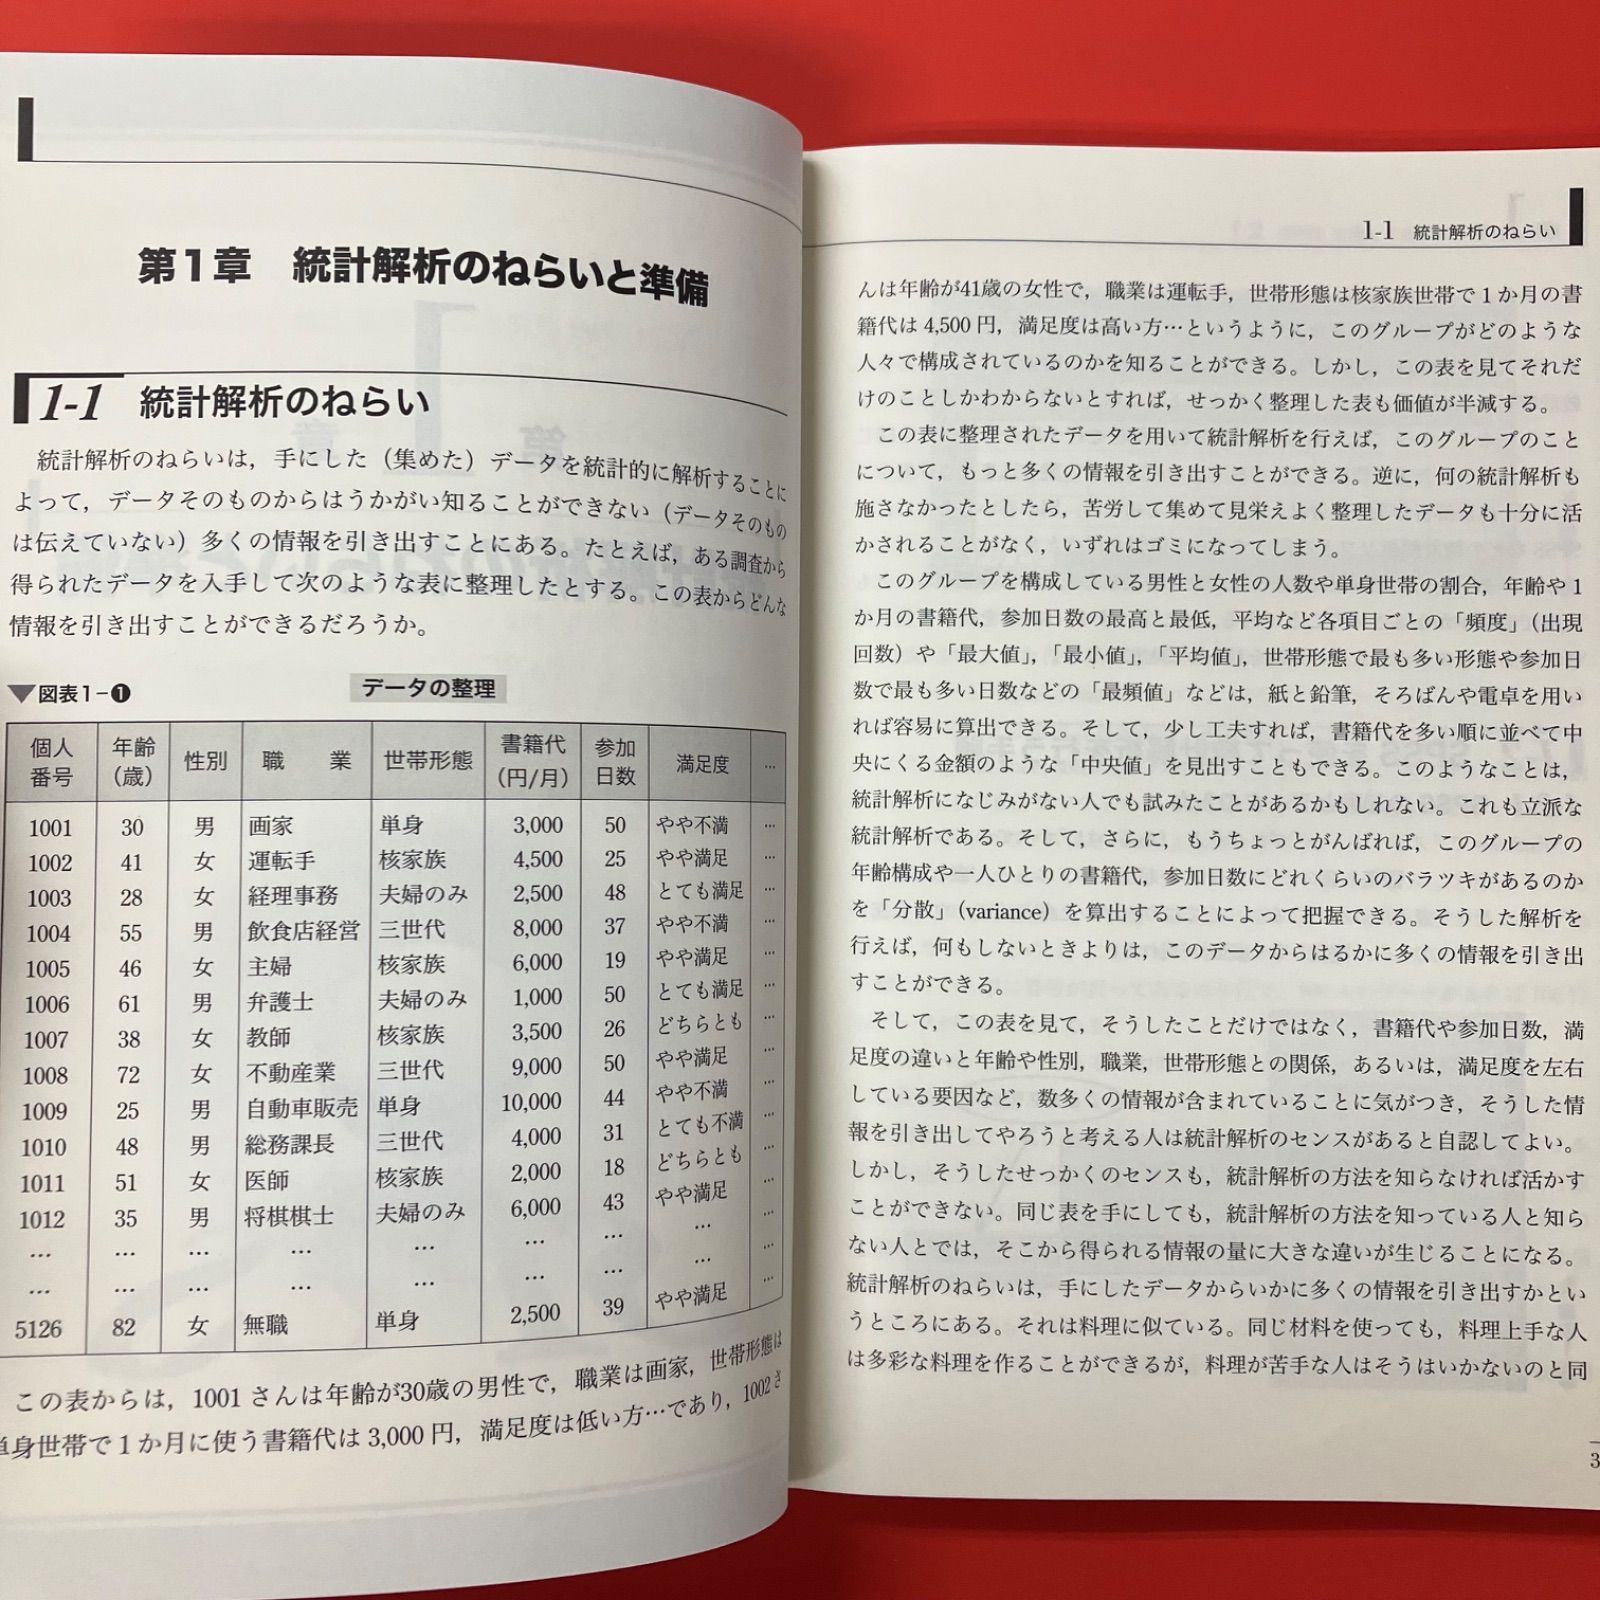 第1章　統計解析のねらいと準備
1-1　統計解析のねらい
統計解析のねらいは，手にした（集めた）データを統計的に解析することに
よって，データそのものからはうかがい知ることができない（データそのもの
は伝えていない）多くの情報を引き出すことにある。たとえば，ある調査から
得られたデータを入手して次のような表に整理したとする。この表からどんな
情報を引き出すことができるだろうか。
▼図表1-❶　データの整理
個人番号　年齢（歳）　性別　職　業　世帯形態　書籍代（円/月）　参加日数　満足度　…
1001　30　男　画家　単身　3,000　50　やや不満　…
1002　41　女　運転手　核家族　4,500　25　やや満足　…
1003　28　女　経理事務　夫婦のみ　2,500　48　とても満足　…
1004　55　男　飲食店経営　三世代　8,000　37　やや不満　…
1005　46　女　主婦　核家族　6,000　19　やや満足　…
1006　61　男　弁護士　夫婦のみ　1,000　50　とても満足　…
1007　38　女　教師　核家族　3,500　26　どちらとも　…
1008　72　女　不動産業　三世代　9,000　50　やや満足　…
1009　25　男　自動車販売　単身　10,000　44　やや不満　…
1010　48　男　総務課長　三世代　4,000　31　とても不満　…
1011　51　女　医師　核家族　2,000　18　どちらとも　…
1012　35　男　将棋棋士　夫婦のみ　6,000　43　やや満足　…
…　…　…　…　…　…　…　…　…
…　…　…　…　…　…　…　…　…
5126　82　女　無職　単身　2,500　39　やや満足　…
この表からは，1001さんは年齢が30歳の男性で，職業は画家，世帯形態は
単身世帯で1か月に使う書籍代は3,000円，満足度は低い方…であり，1002さ
1-1　統計解析のねらい
んは年齢が41歳の女性で，職業は運転手，世帯形態は核家族世帯で1か月の書
籍代は4,500円，満足度は高い方…というように，このグループがどのような
人々で構成されているのかを知ることができる。しかし，この表を見てそれだ
けのことしかわからないとすれば，せっかく整理した表も価値が半減する。
この表に整理されたデータを用いて統計解析を行えば，このグループのこと
について，もっと多くの情報を引き出すことができる。逆に，何の統計解析も
施さなかったとしたら，苦労して集めて見栄えよく整理したデータも十分に活
かされることがなく，いずれはゴミになってしまう。
このグループを構成している男性と女性の人数や単身世帯の割合，年齢や1
か月の書籍代，参加日数の最高と最低，平均など各項目ごとの「頻度」（出現
回数）や「最大値」，「最小値」，「平均値」，世帯形態で最も多い形態や参加日
数で最も多い日数などの「最頻値」などは，紙と鉛筆，そろばんや電卓を用い
れば容易に算出できる。そして，少し工夫すれば，書籍代を多い順に並べて中
央にくる金額のような「中央値」を見出すこともできる。このようなことは，
統計解析になじみがない人でも試みたことがあるかもしれない。これも立派な
統計解析である。そして，さらに，もうちょっとがんばれば，このグループの
年齢構成や一人ひとりの書籍代，参加日数にどれくらいのバラツキがあるのか
を「分散」（variance）を算出することによって把握できる。そうした解析を
行えば，何もしないときよりは，このデータからはるかに多くの情報を引き出
すことができる。
そして，この表を見て，そうしたことだけではなく，書籍代や参加日数，満
足度の違いと年齢や性別，職業，世帯形態との関係，あるいは，満足度を左右
している要因など，数多くの情報が含まれていることに気がつき，そうした情
報を引き出してやろうと考える人は統計解析のセンスがあると自認してよい。
しかし，そうしたせっかくのセンスも，統計解析の方法を知らなければ活かす
ことができない。同じ表を手にしても，統計解析の方法を知っている人と知ら
ない人とでは，そこから得られる情報の量に大きな違いが生じることになる。
統計解析のねらいは，手にしたデータからいかに多くの情報を引き出すかとい
うところにある。それは料理に似ている。同じ材料を使っても，料理上手な人
は多彩な料理を作ることができるが，料理が苦手な人はそうはいかないのと同
3